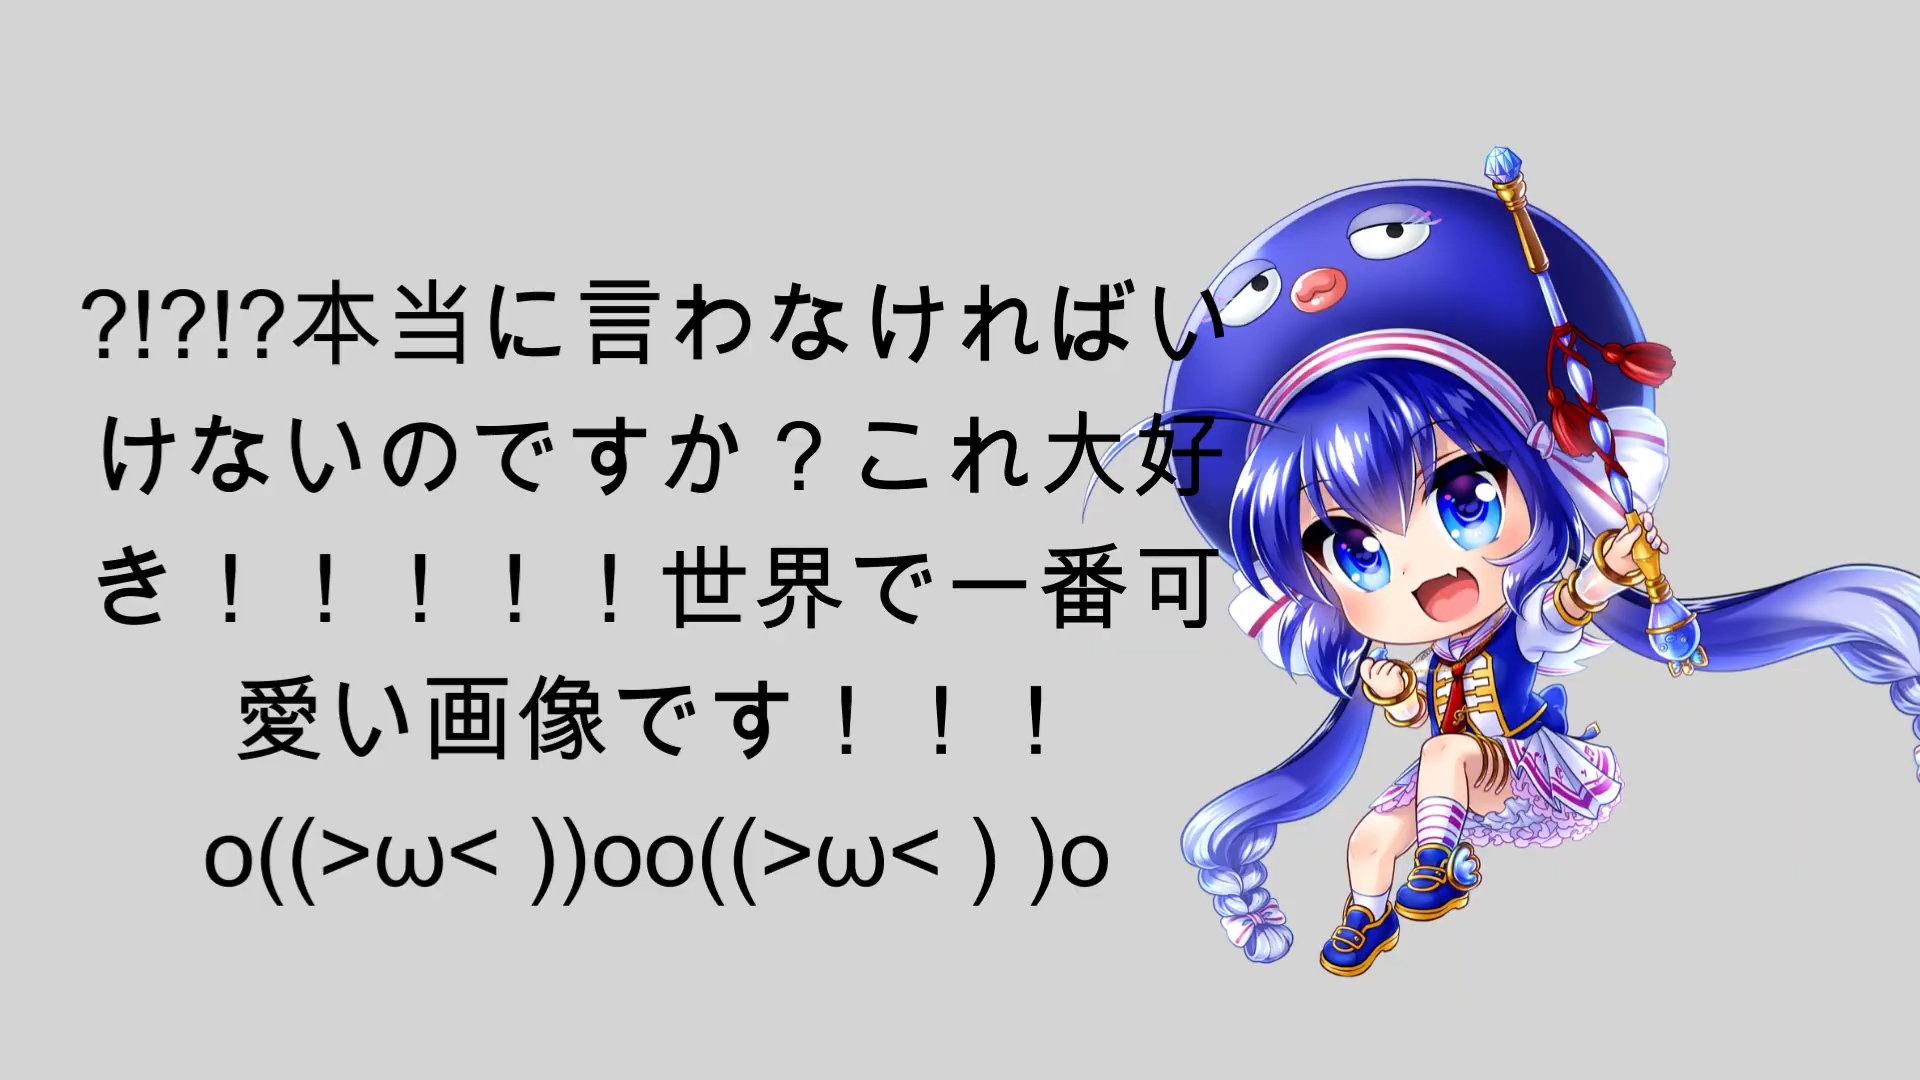 ?!?!?本当に言わなければい
けないのですか？これ大好
き！！！！！世界で一番可
愛い画像です！！！
o((>ω< ))oo((>ω< ) )o